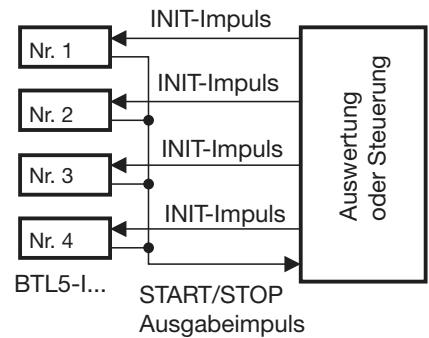 INIT-Impuls
Nr. 1
INIT-Impuls
Nr. 2
INIT-Impuls
Nr. 3
INIT-Impuls
Nr. 4
Auswertung
oder Steuerung
BTL5-I...
START/STOP
Ausgabeimpuls